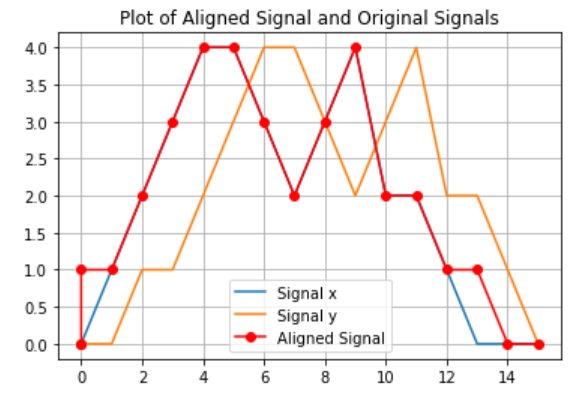 Plot of Aligned Signal and Original Signals
4.0
3.5
3.0
2.5
2.0
1.5
1.0
0.5
0.0
Signal x
Signal y
Aligned Signal
0 2 4 6 8 10 12 14